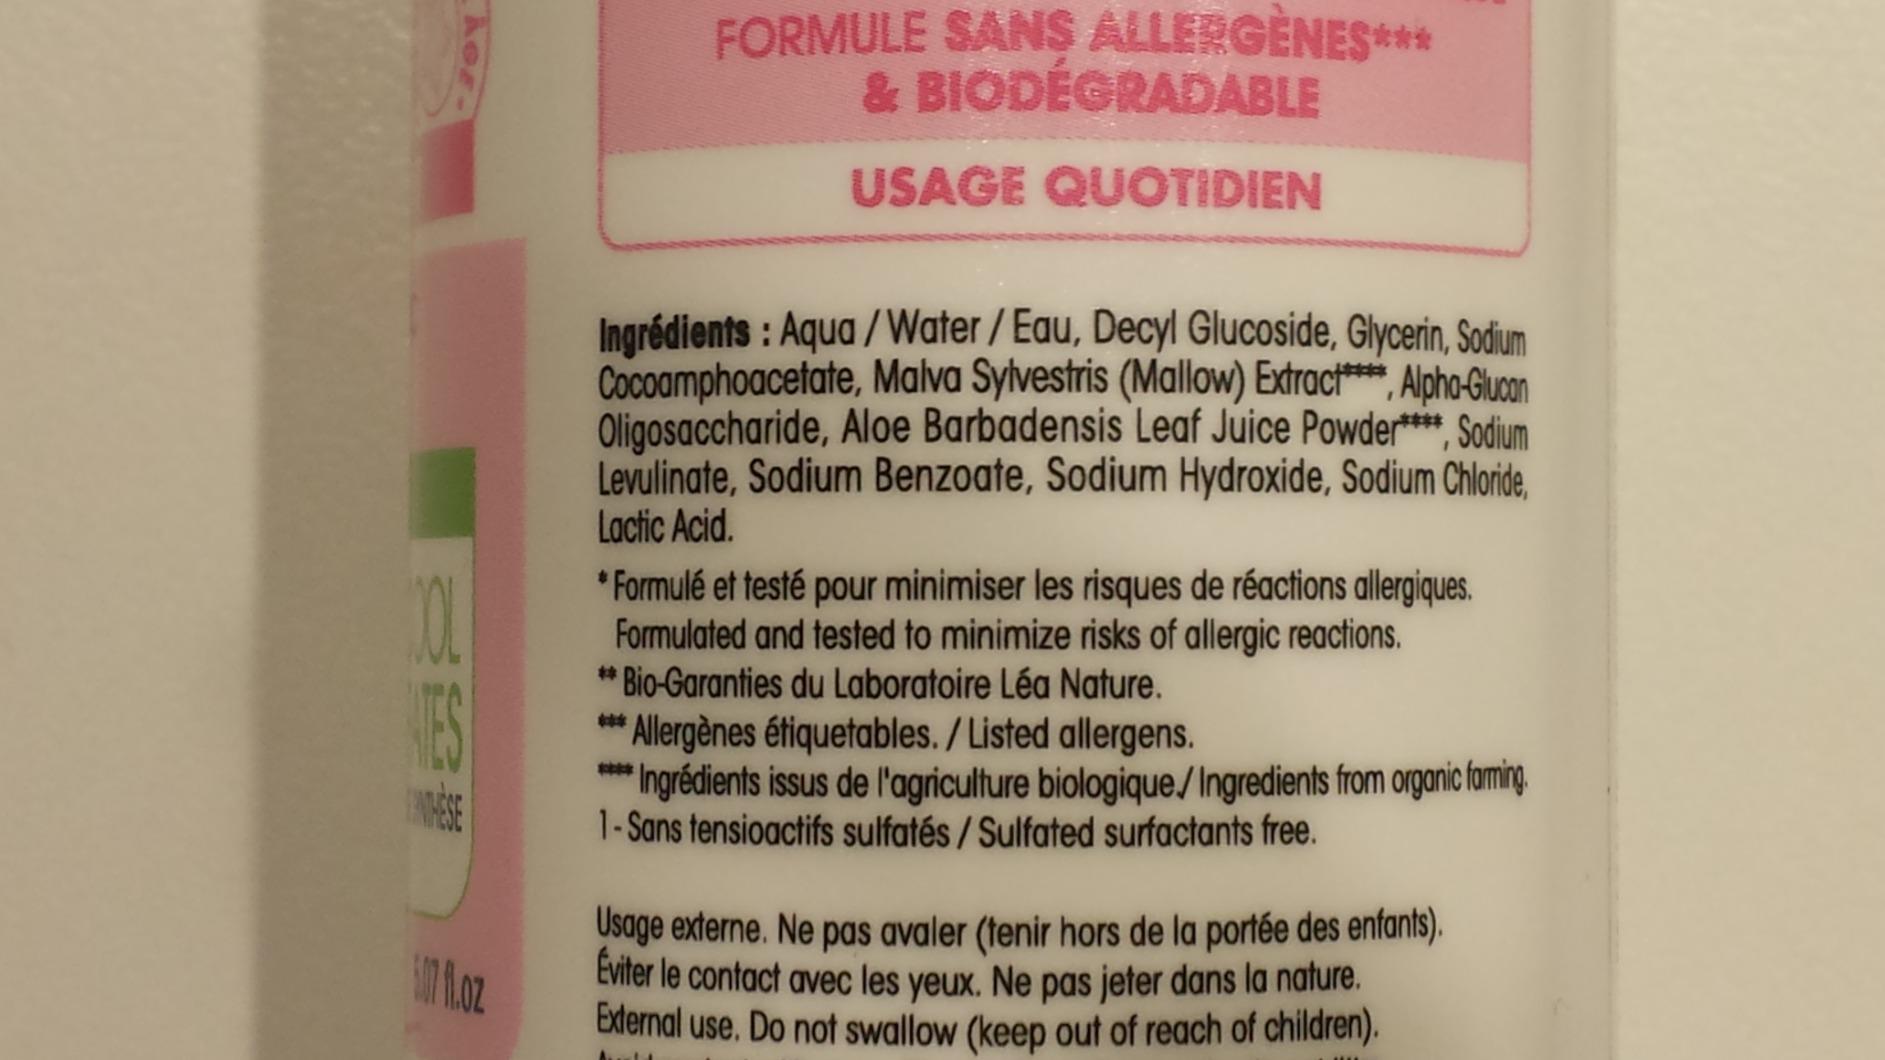 FORMULE SANS ALLERGÈNES***
& BIODÉGRADABLE
USAGE QUOTIDIEN
Ingrédients : Aqua / Water / Eau, Decyl Glucoside, Glycerin, Sodium
Cocoamphoacetate, Malva Sylvestris (Mallow) Extract****, Alpha-Glucan
Oligosaccharide, Aloe Barbadensis Leaf Juice Powder****, Sodium
Levulinate, Sodium Benzoate, Sodium Hydroxide, Sodium Chloride,
Lactic Acid.
* Formulé et testé pour minimiser les risques de réactions allergiques.
Formulated and tested to minimize risks of allergic reactions.
** Bio-Garanties du Laboratoire Léa Nature.
*** Allergènes étiquetables. / Listed allergens.
**** Ingrédients issus de l'agriculture biologique./ Ingredients from organic farming.
1- Sans tensioactifs sulfatés / Sulfated surfactants free.
Usage externe. Ne pas avaler (tenir hors de la portée des enfants).
Éviter le contact avec les yeux. Ne pas jeter dans la nature.
External use. Do not swallow (keep out of reach of children).
fl.oz